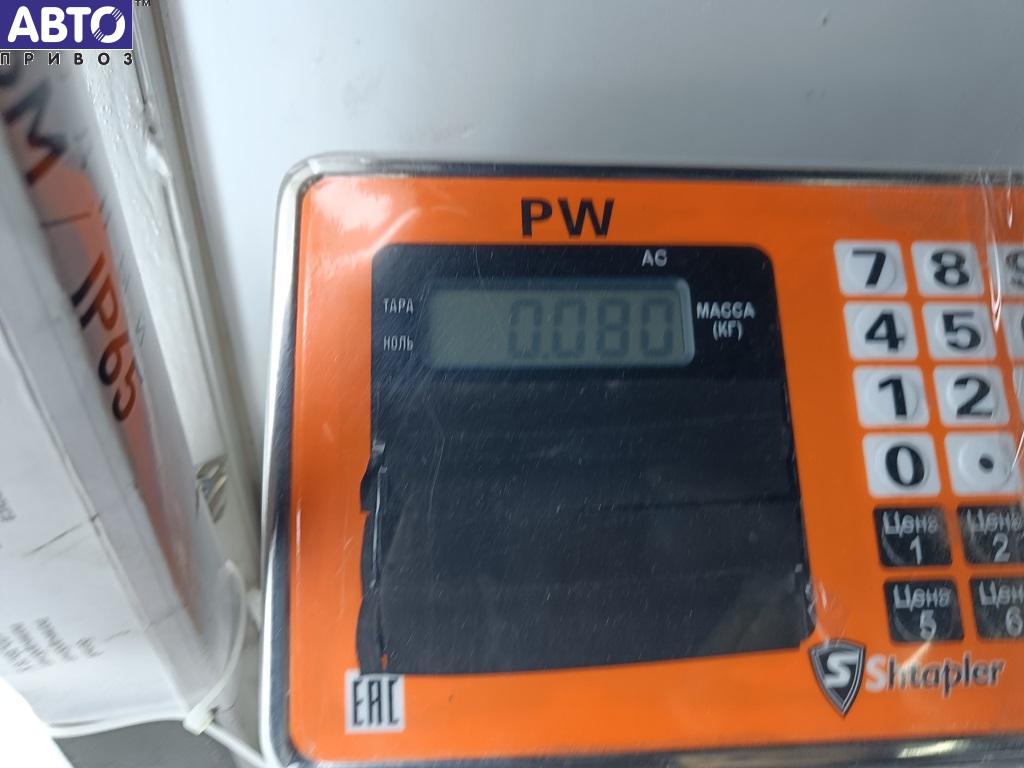 АВТО™
ПРИВОЗ
IP65
PW
AC
ТАРА
НОЛЬ
0.080
МАССА
(КГ)
7 8
4 5
1 2
0 .
Цена 1
Цена 2
Цена 5
Цена 6
S Shtapler
EAC